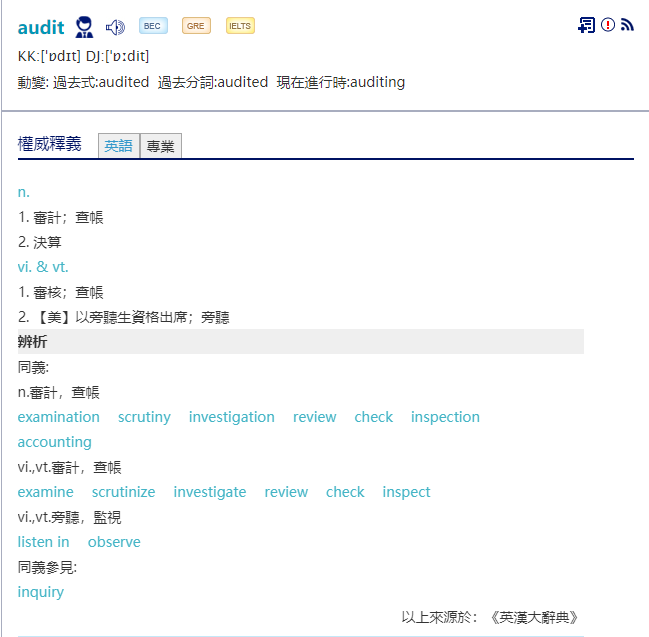 audit BEC GRE IELTS
KK:[ˈɒdɪt] DJ:[ˈɒːdit]
動變: 過去式:audited 過去分詞:audited 現在進行時:auditing
權威釋義 英語 專業
n.
1. 審計；查帳
2. 決算
vi. & vt.
1. 審核；查帳
2. 【美】以旁聽生資格出席；旁聽
辨析
同義:
n.審計，查帳
examination scrutiny investigation review check inspection
accounting
vi.,vt.審計，查帳
examine scrutinize investigate review check inspect
vi.,vt.旁聽，監視
listen in observe
同義參見:
inquiry
以上來源於：《英漢大辭典》